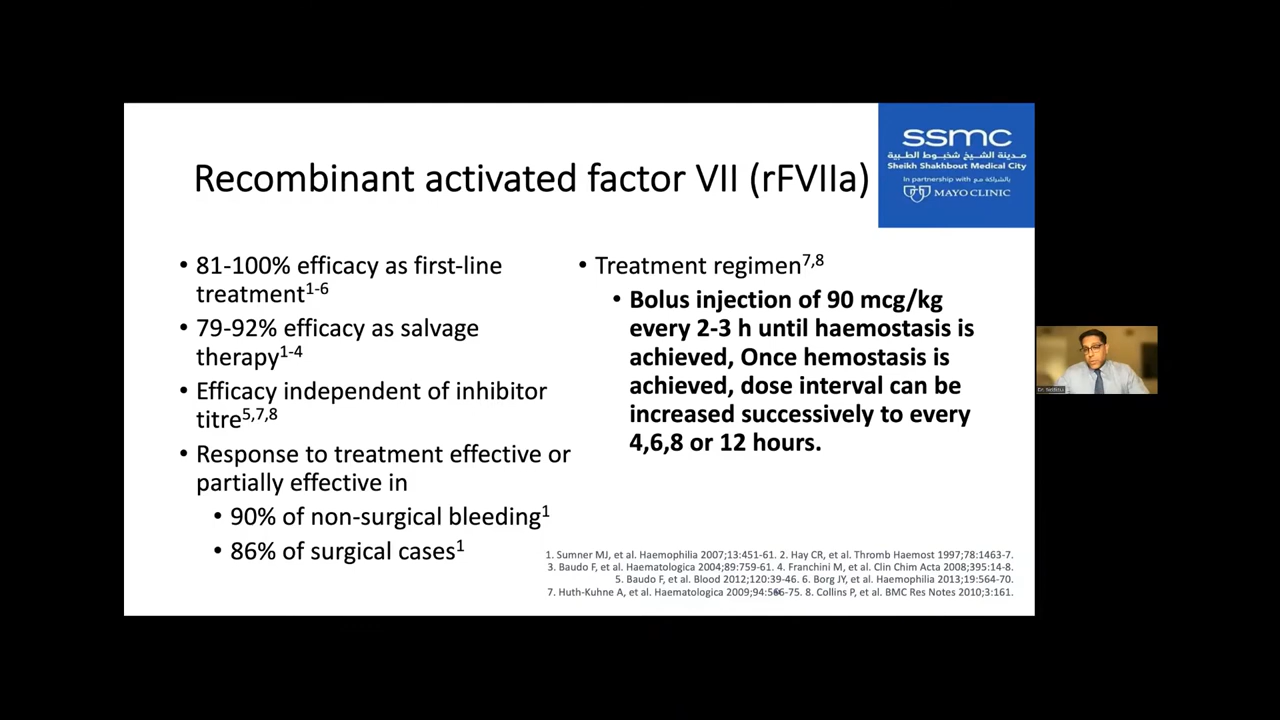 ssmc
مدينة الشيخ شخبوط الطبية
Sheikh Shakhbout Medical City
In partnership with بالشراكة مع
MAYO CLINIC
Recombinant activated factor VII (rFVIIa)
• 81-100% efficacy as first-line
treatment1-6
• 79-92% efficacy as salvage
therapy1-4
• Efficacy independent of inhibitor
titre5,7,8
• Response to treatment effective or
partially effective in
• 90% of non-surgical bleeding1
• 86% of surgical cases1
• Treatment regimen7,8
• Bolus injection of 90 mcg/kg
every 2-3 h until haemostasis is
achieved, Once hemostasis is
achieved, dose interval can be
increased successively to every
4,6,8 or 12 hours.
1. Sumner MJ, et al. Haemophilia 2007;13:451-61. 2. Hay CR, et al. Thromb Haemost 1997;78:1463-7.
3. Baudo F, et al. Haematologica 2004;89:759-61. 4. Franchini M, et al. Clin Chim Acta 2008;395:14-8.
5. Baudo F, et al. Blood 2012;120:39-46. 6. Borg JY, et al. Haemophilia 2013;19:564-70.
7. Huth-Kuhne A, et al. Haematologica 2009;94:566-75. 8. Collins P, et al. BMC Res Notes 2010;3:161.